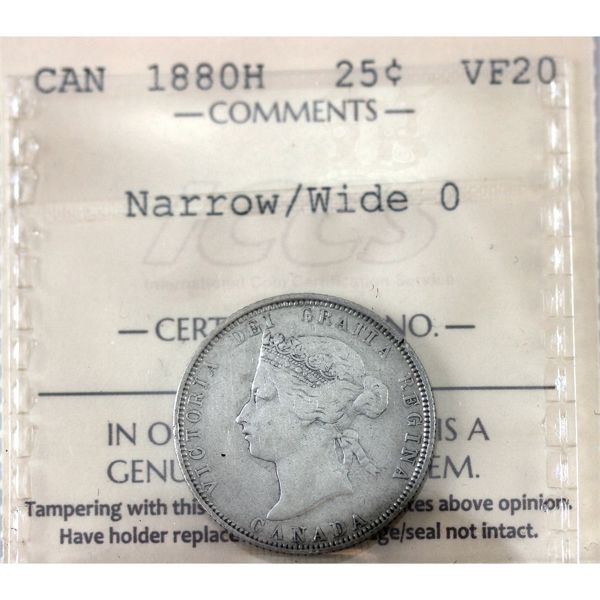 CAN 1880H 25¢ VF20
— COMMENTS —
Narrow/Wide 0
ICCS
International Coin Certification Service
— CERT NO. —
VICTORIA DEI GRATIA REGINA
CANADA
IN O IS A
GENU EM.
Tampering with this tes above opinion.
Have holder replac ge/seal not intact.